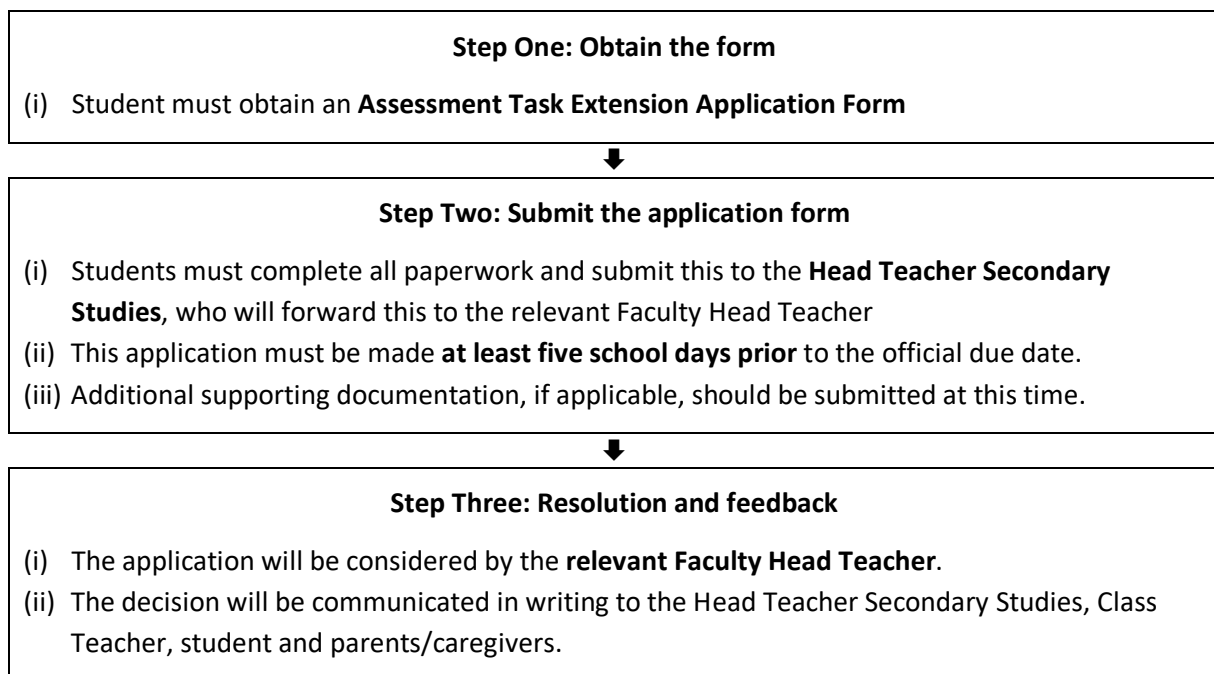 Step One: Obtain the form
(i) Student must obtain an Assessment Task Extension Application Form
Step Two: Submit the application form
(i) Students must complete all paperwork and submit this to the Head Teacher Secondary
Studies, who will forward this to the relevant Faculty Head Teacher
(ii) This application must be made at least five school days prior to the official due date.
(iii) Additional supporting documentation, if applicable, should be submitted at this time.
Step Three: Resolution and feedback
(i) The application will be considered by the relevant Faculty Head Teacher.
(ii) The decision will be communicated in writing to the Head Teacher Secondary Studies, Class
Teacher, student and parents/caregivers.